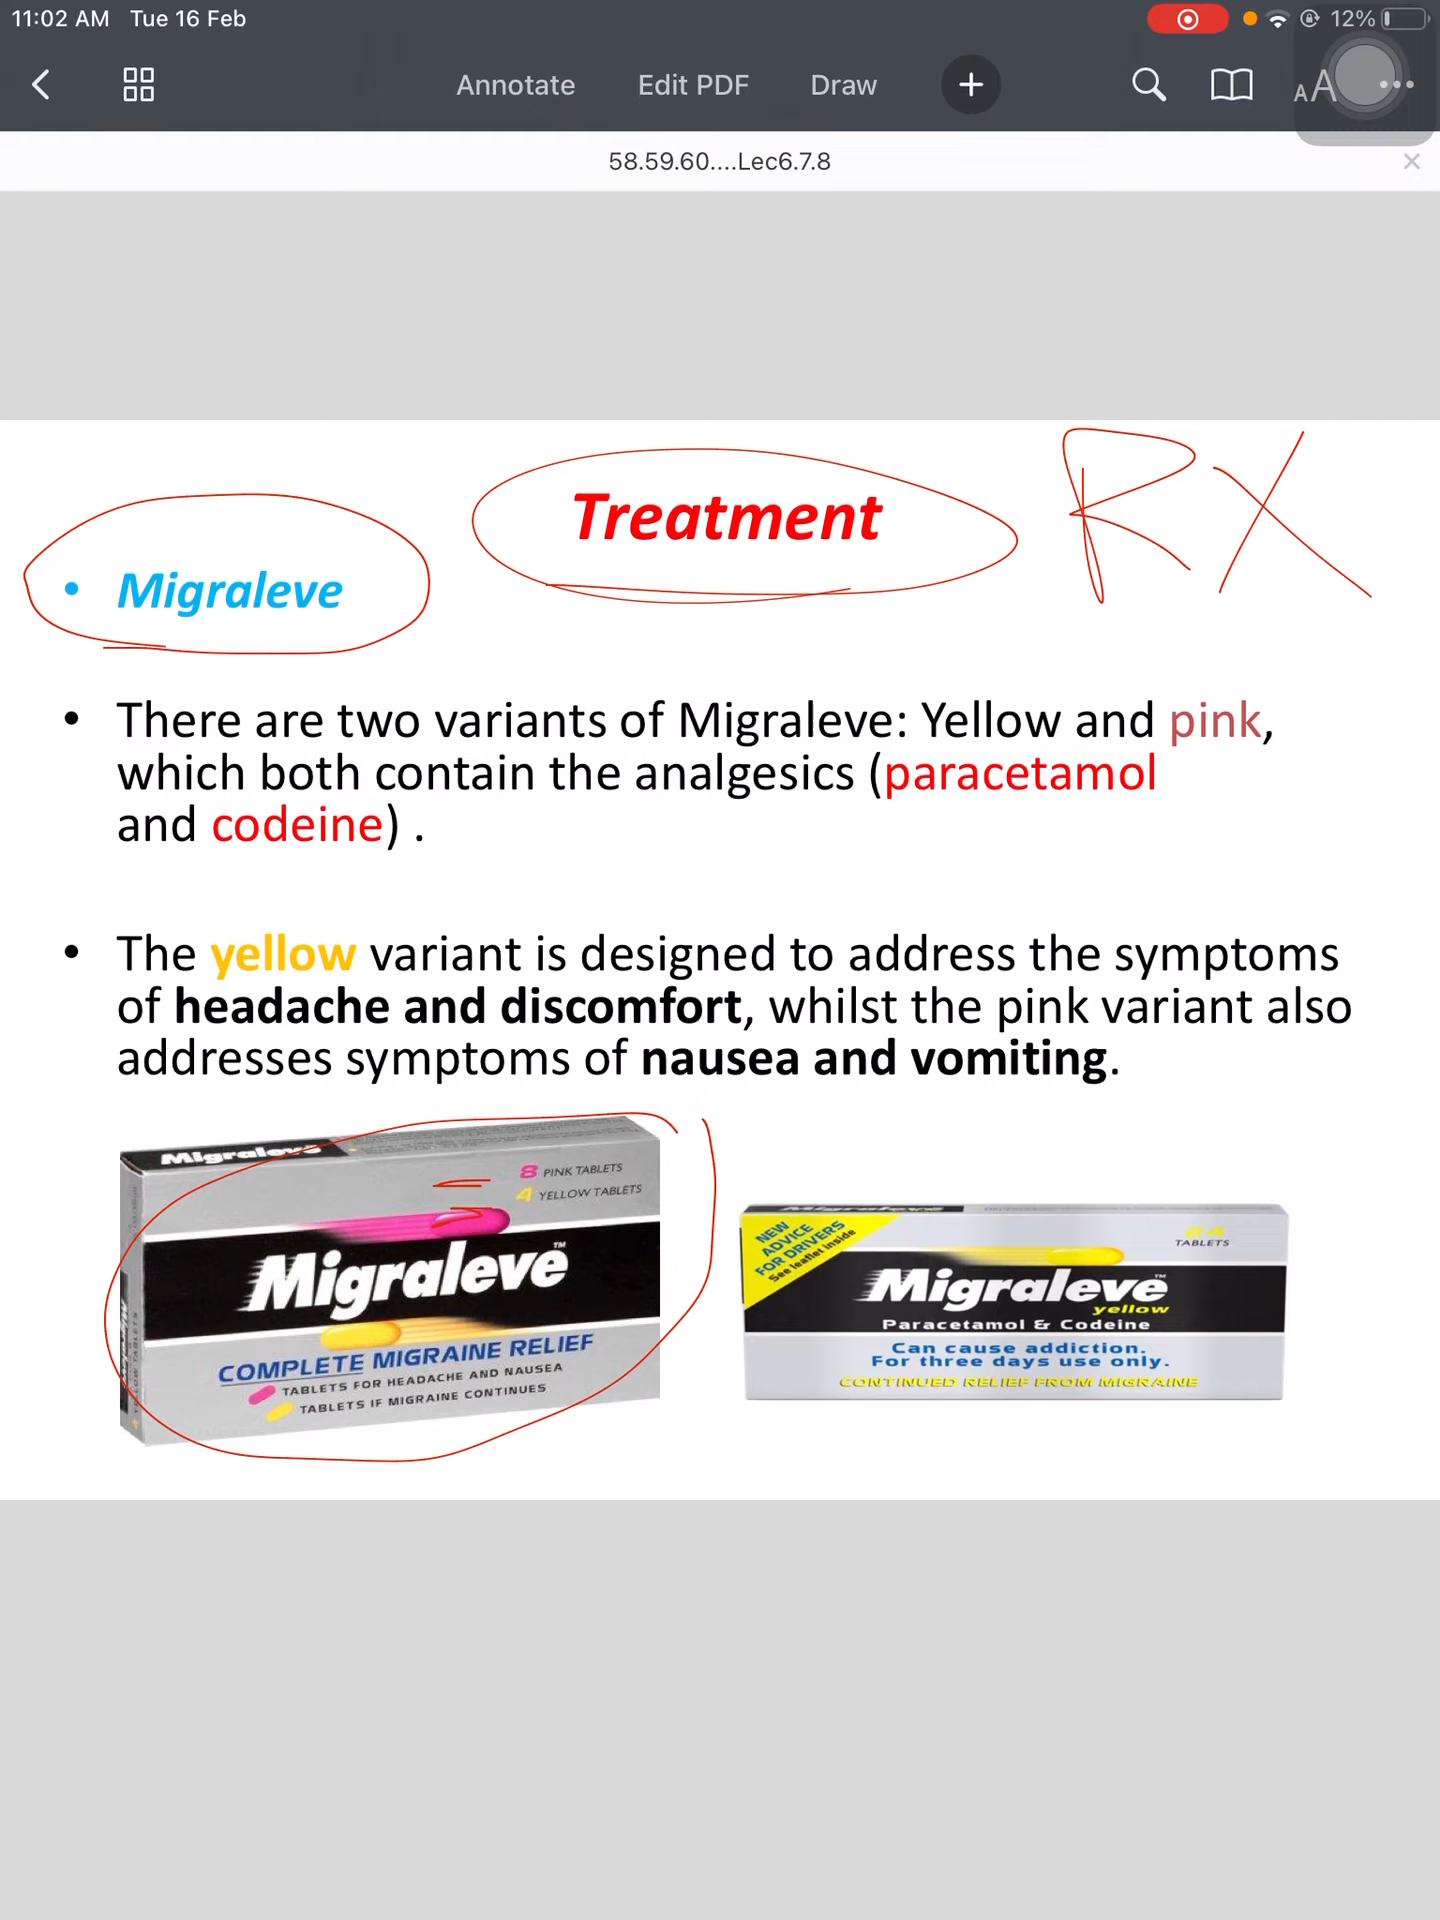 11:02 AM Tue 16 Feb
12%
Annotate Edit PDF Draw
AA
58.59.60....Lec6.7.8
Treatment
RX
• Migraleve
• There are two variants of Migraleve: Yellow and pink,
which both contain the analgesics (paracetamol
and codeine) .
• The yellow variant is designed to address the symptoms
of headache and discomfort, whilst the pink variant also
addresses symptoms of nausea and vomiting.
Migraleve
8 PINK TABLETS
4 YELLOW TABLETS
Migraleve™
COMPLETE MIGRAINE RELIEF
TABLETS FOR HEADACHE AND NAUSEA
TABLETS IF MIGRAINE CONTINUES
NEW
ADVICE
FOR DRIVERS
See leaflet inside
24
TABLETS
Migraleve™
yellow
Paracetamol & Codeine
Can cause addiction.
For three days use only.
CONTINUED RELIEF FROM MIGRAINE